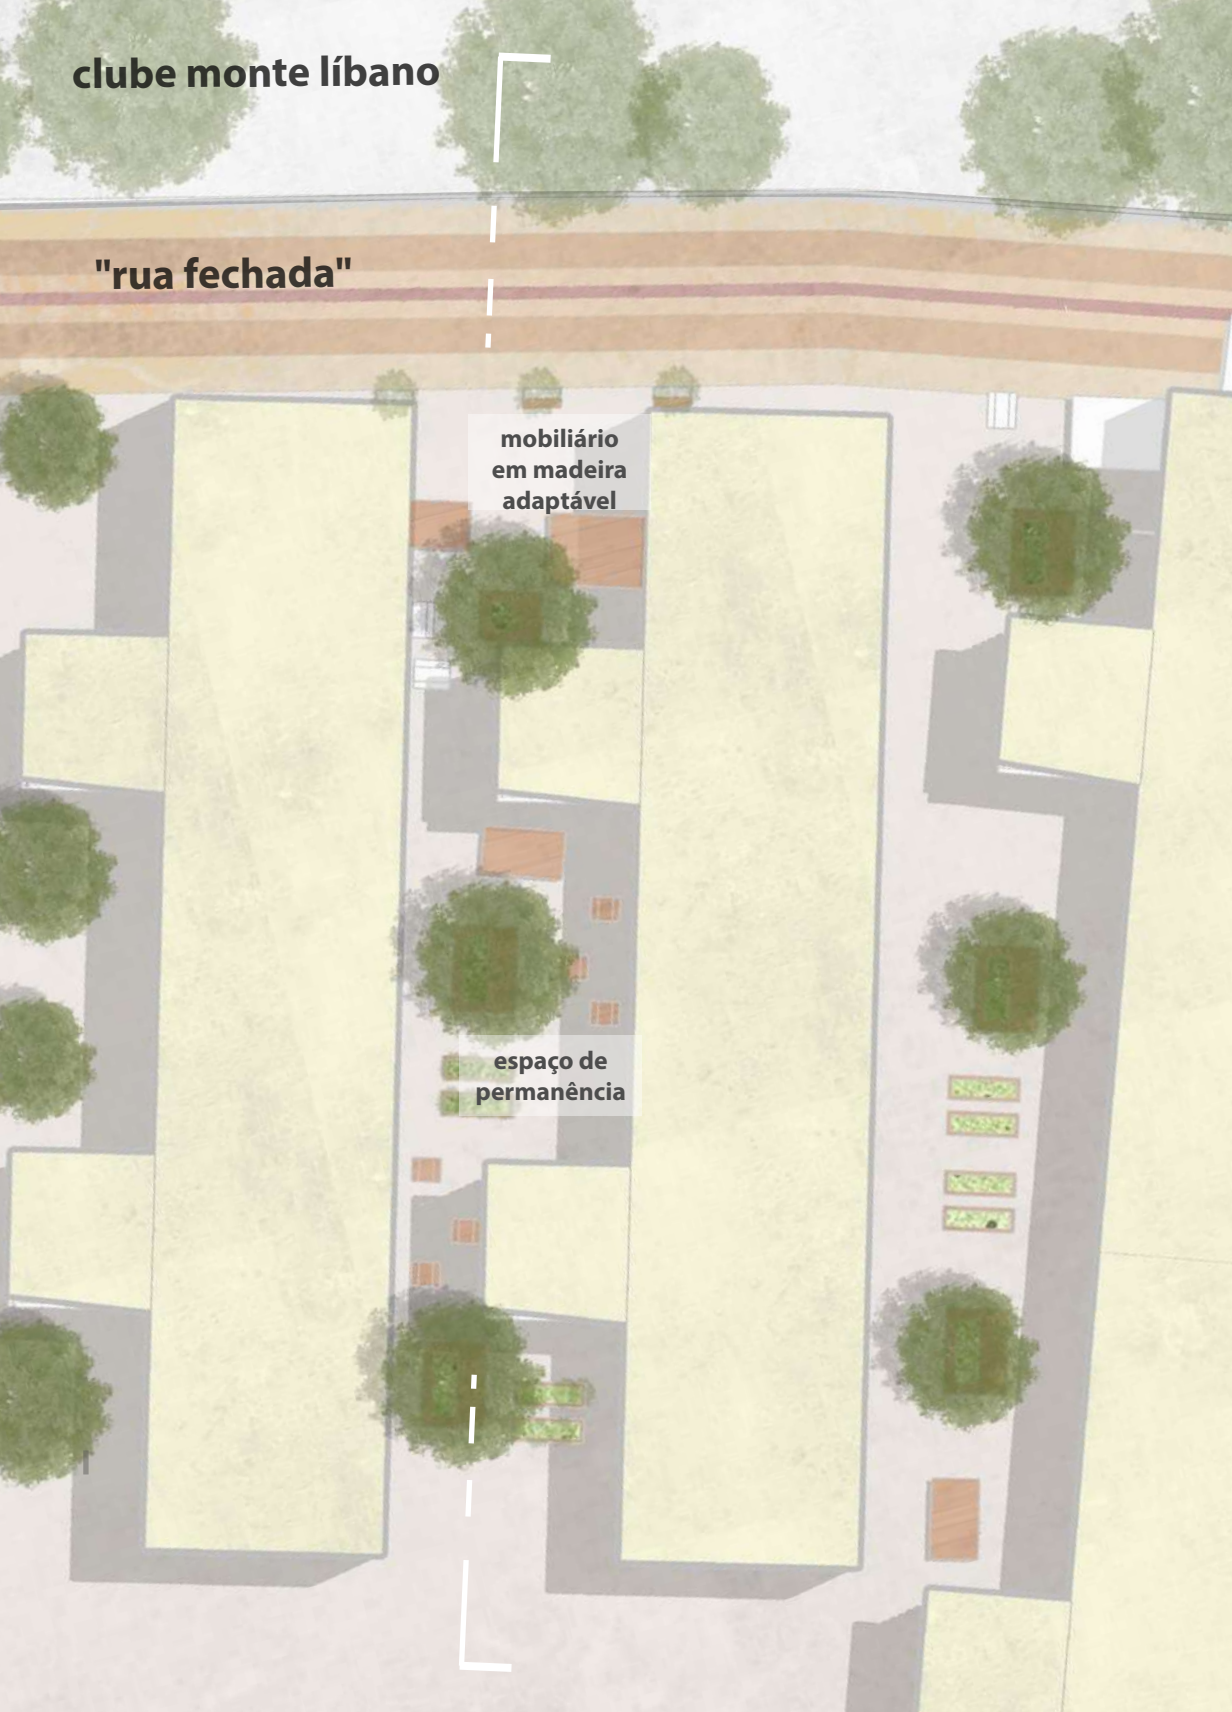 clube monte líbano
"rua fechada"
mobiliário
em madeira
adaptável
espaço de
permanência